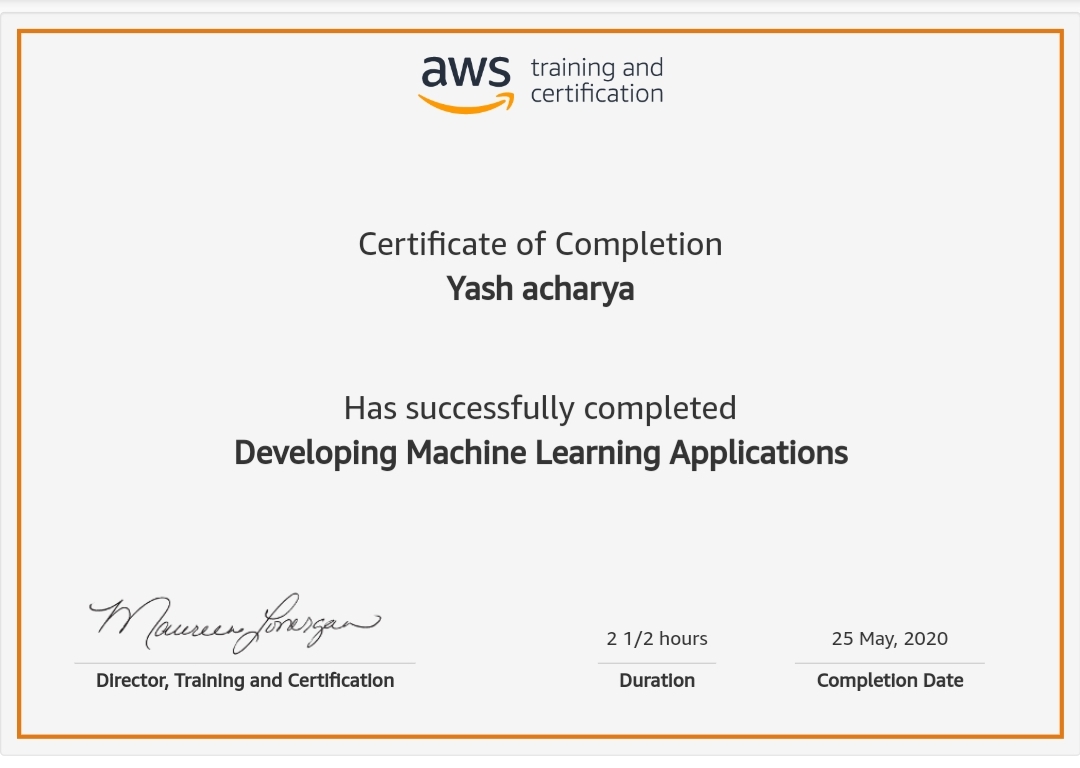 aws training and
certification
Certificate of Completion
Yash acharya
Has successfully completed
Developing Machine Learning Applications
Maureen Lonergan
2 1/2 hours
25 May, 2020
Director, Training and Certification
Duration
Completion Date